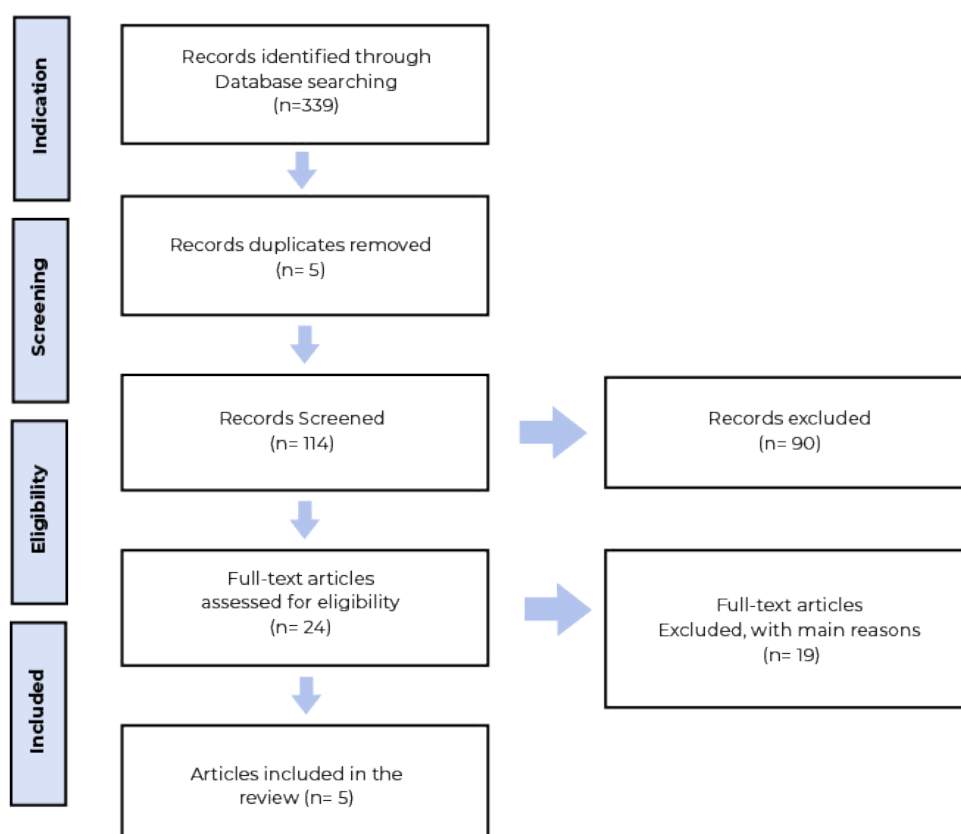 Indication
Records identified through
Database searching
(n=339)
Screening
Records duplicates removed
(n= 5)
Records Screened
(n= 114)
Records excluded
(n= 90)
Eligibility
Full-text articles
assessed for eligibility
(n= 24)
Full-text articles
Excluded, with main reasons
(n= 19)
Included
Articles included in the
review (n= 5)